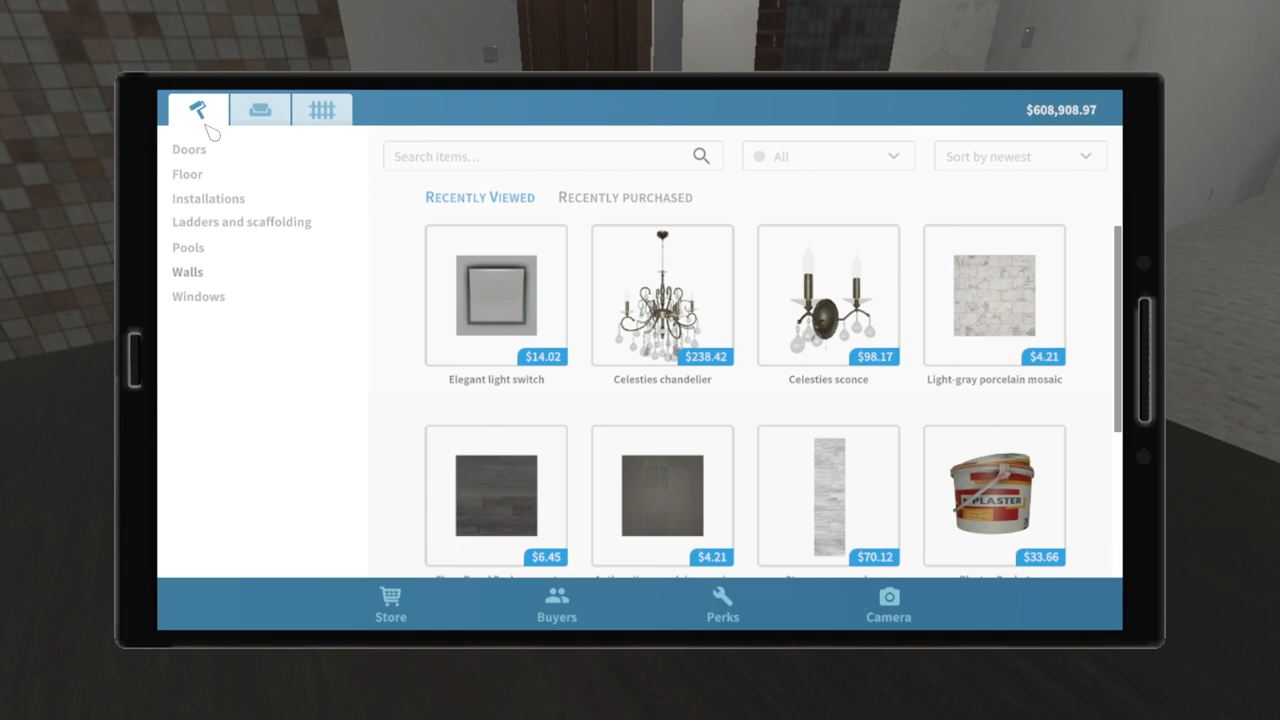 $608,908.97
Doors
Floor
Installations
Ladders and scaffolding
Pools
Walls
Windows
Search items...
All
Sort by newest
RECENTLY VIEWED
RECENTLY PURCHASED
$14.02
$238.42
$98.17
$4.21
Elegant light switch
Celesties chandelier
Celesties sconce
Light-gray porcelain mosaic
PLASTER
$6.45
$4.21
$70.12
$33.66
Store
Buyers
Perks
Camera